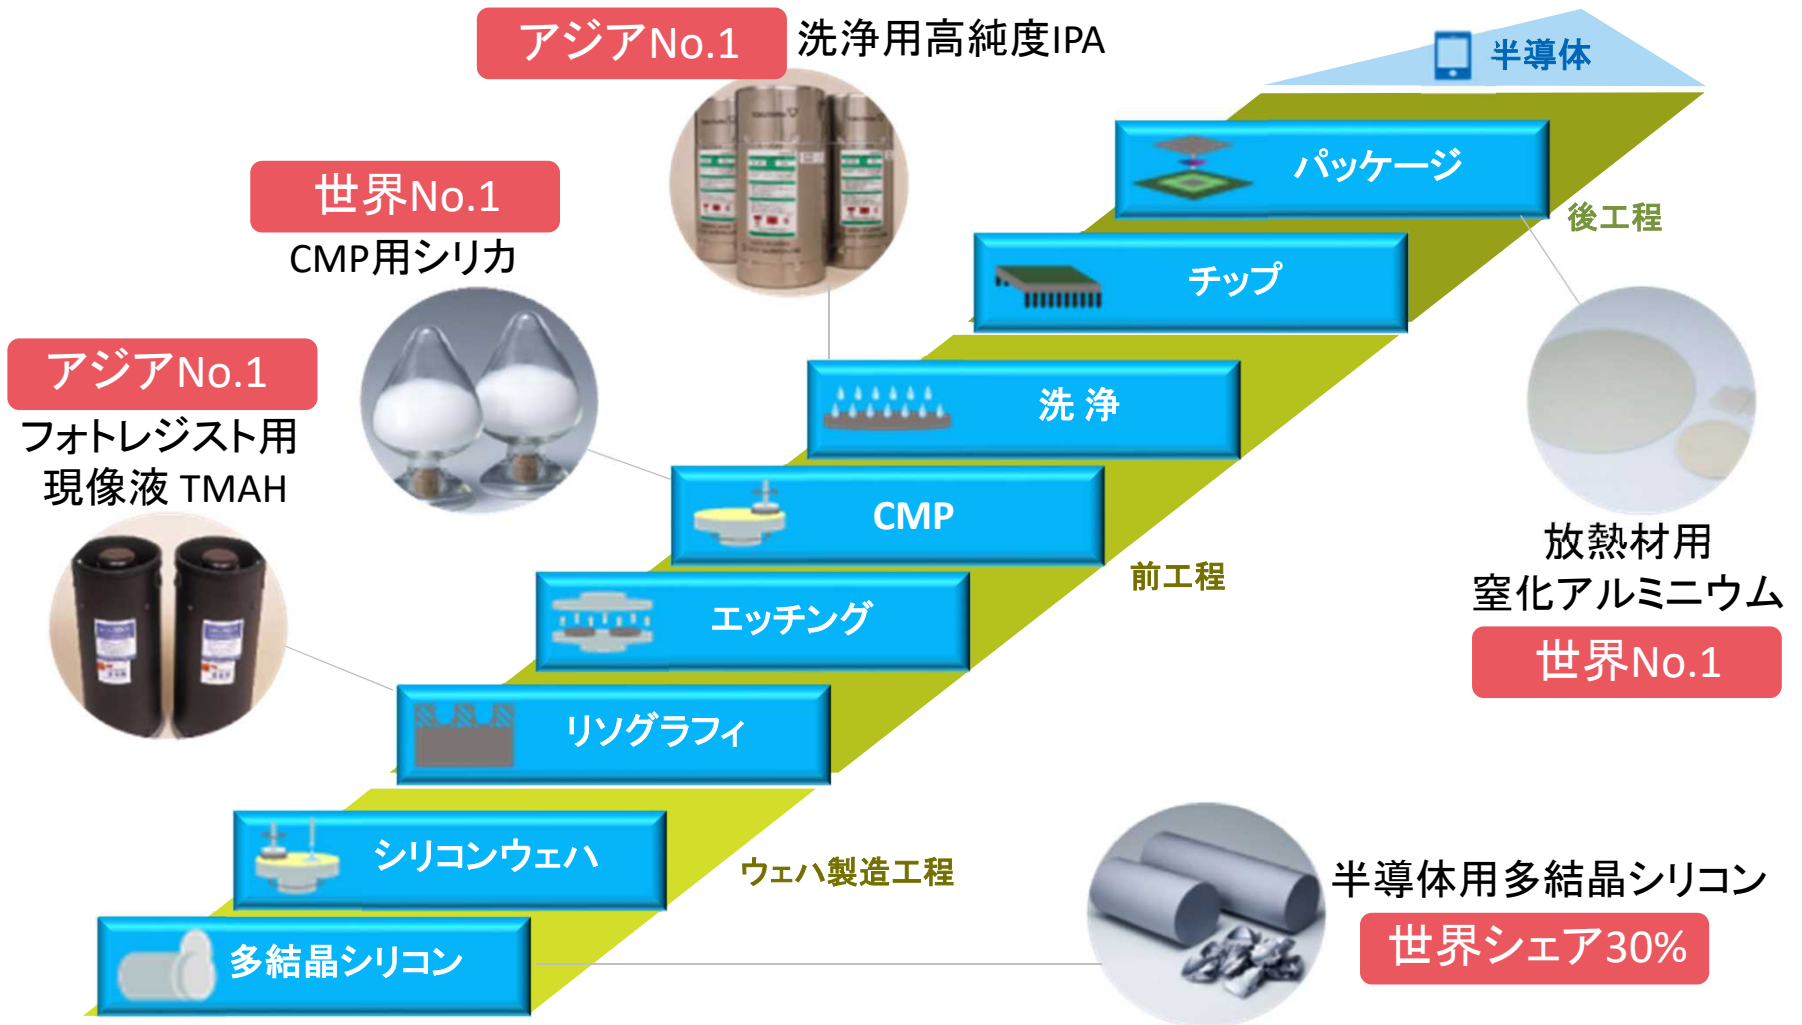 アジアNo.1
洗浄用高純度IPA
半導体
世界No.1
CMP用シリカ
パッケージ
後工程
チップ
アジアNo.1
フォトレジスト用
現像液 TMAH
洗 浄
CMP
放熱材用
窒化アルミニウム
世界No.1
前工程
エッチング
リソグラフィ
シリコンウェハ
ウェハ製造工程
半導体用多結晶シリコン
世界シェア30%
多結晶シリコン